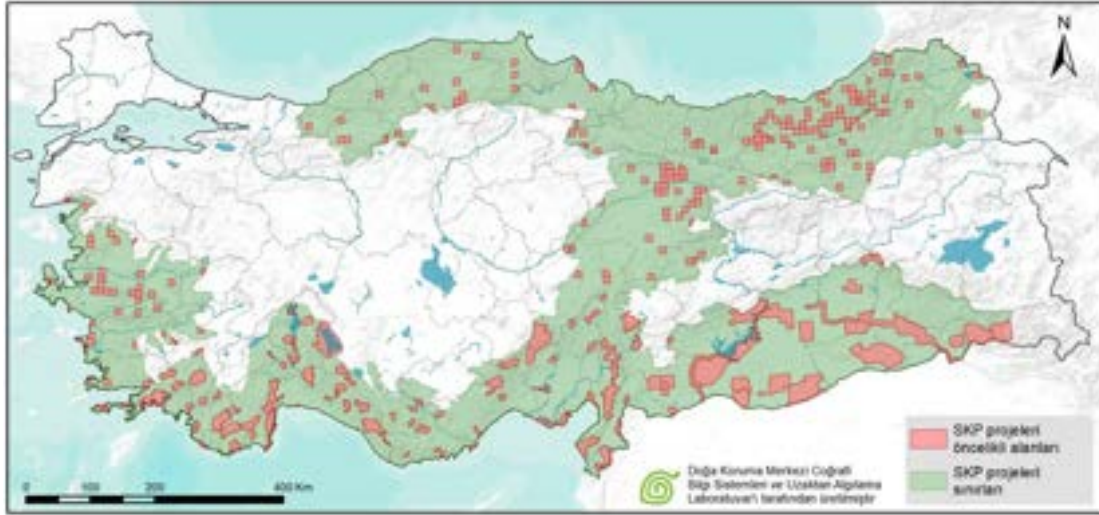 N
SKP projeleri
öncelikli alanları
SKP projeleri
sınırları
Doğa Koruma Merkezi Coğrafi
Bilgi Sistemleri ve Uzaktan Algılama
Laboratuvar'ı tarafından üretilmiştir
0 100 200 400 Km